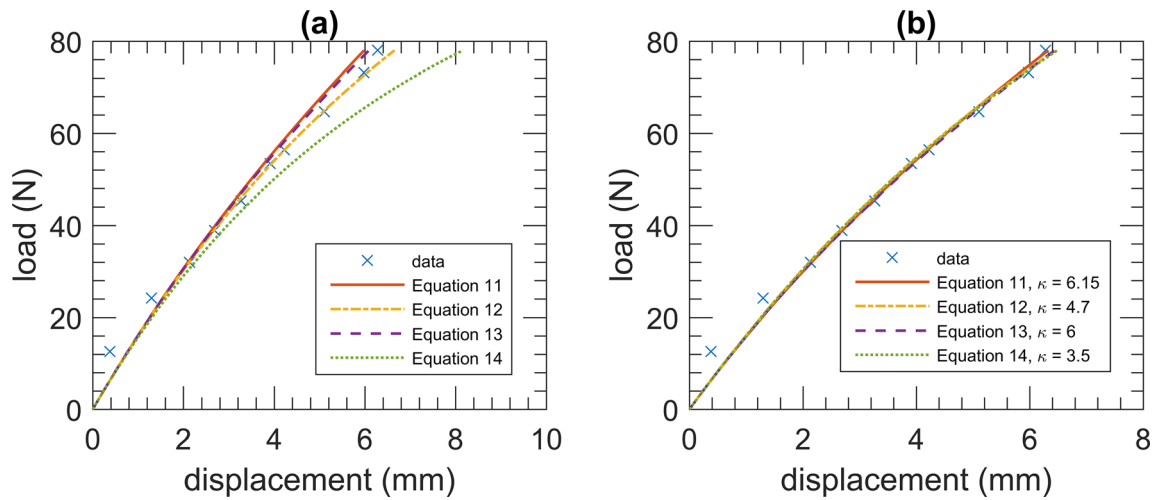 (a)
80
60
40
20
0
load (N)
0 2 4 6 8 10
displacement (mm)
data
Equation 11
Equation 12
Equation 13
Equation 14
(b)
80
60
40
20
0
load (N)
0 2 4 6 8
displacement (mm)
data
Equation 11, κ = 6.15
Equation 12, κ = 4.7
Equation 13, κ = 6
Equation 14, κ = 3.5